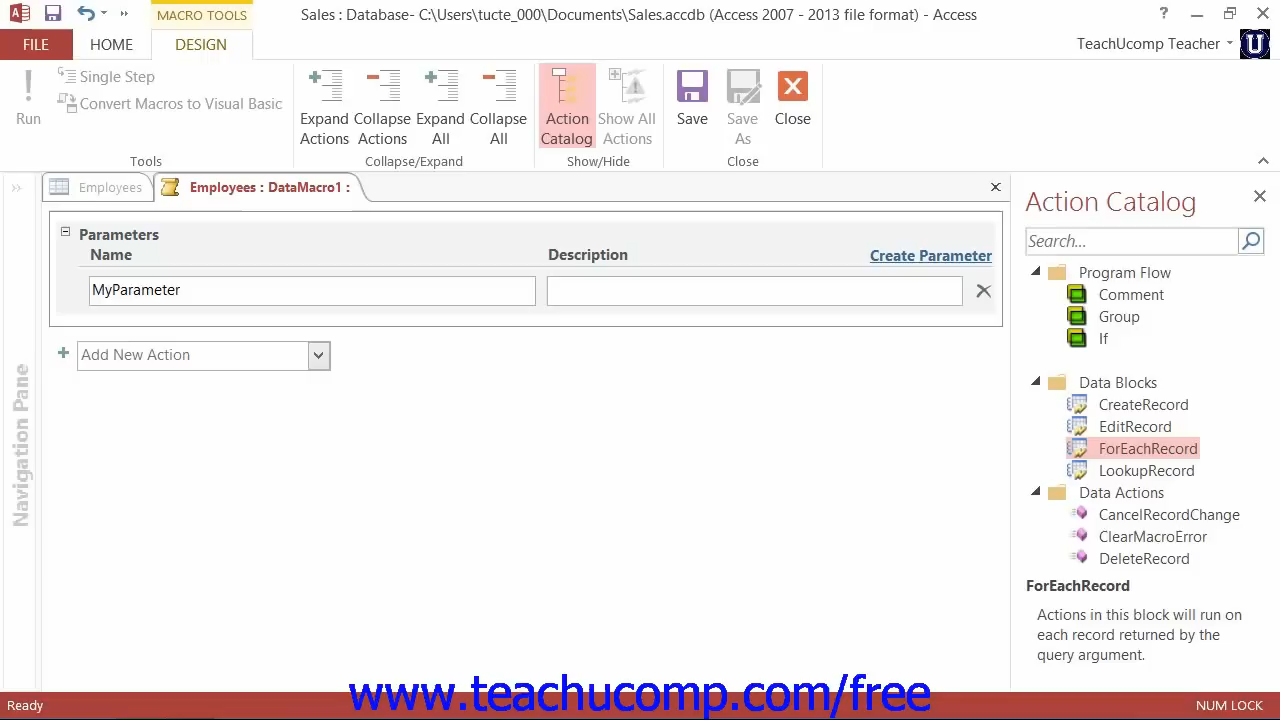 MACRO TOOLS
Sales : Database- C:\Users\tucte_000\Documents\Sales.accdb (Access 2007 - 2013 file format) - Access
?
FILE
HOME
DESIGN
TeachUcomp Teacher
U
Run
Single Step
Convert Macros to Visual Basic
Expand Actions
Collapse Actions
Expand All
Collapse All
Action Catalog
Show All Actions
Save
Save As
Close
Tools
Collapse/Expand
Show/Hide
Close
Employees
Employees : DataMacro1 :
Navigation Pane
Parameters
Name
Description
Create Parameter
MyParameter
Add New Action
Action Catalog
Search...
Program Flow
Comment
Group
If
Data Blocks
CreateRecord
EditRecord
ForEachRecord
LookupRecord
Data Actions
CancelRecordChange
ClearMacroError
DeleteRecord
ForEachRecord
Actions in this block will run on
each record returned by the
query argument.
www.teachucomp.com/free
Ready
NUM LOCK